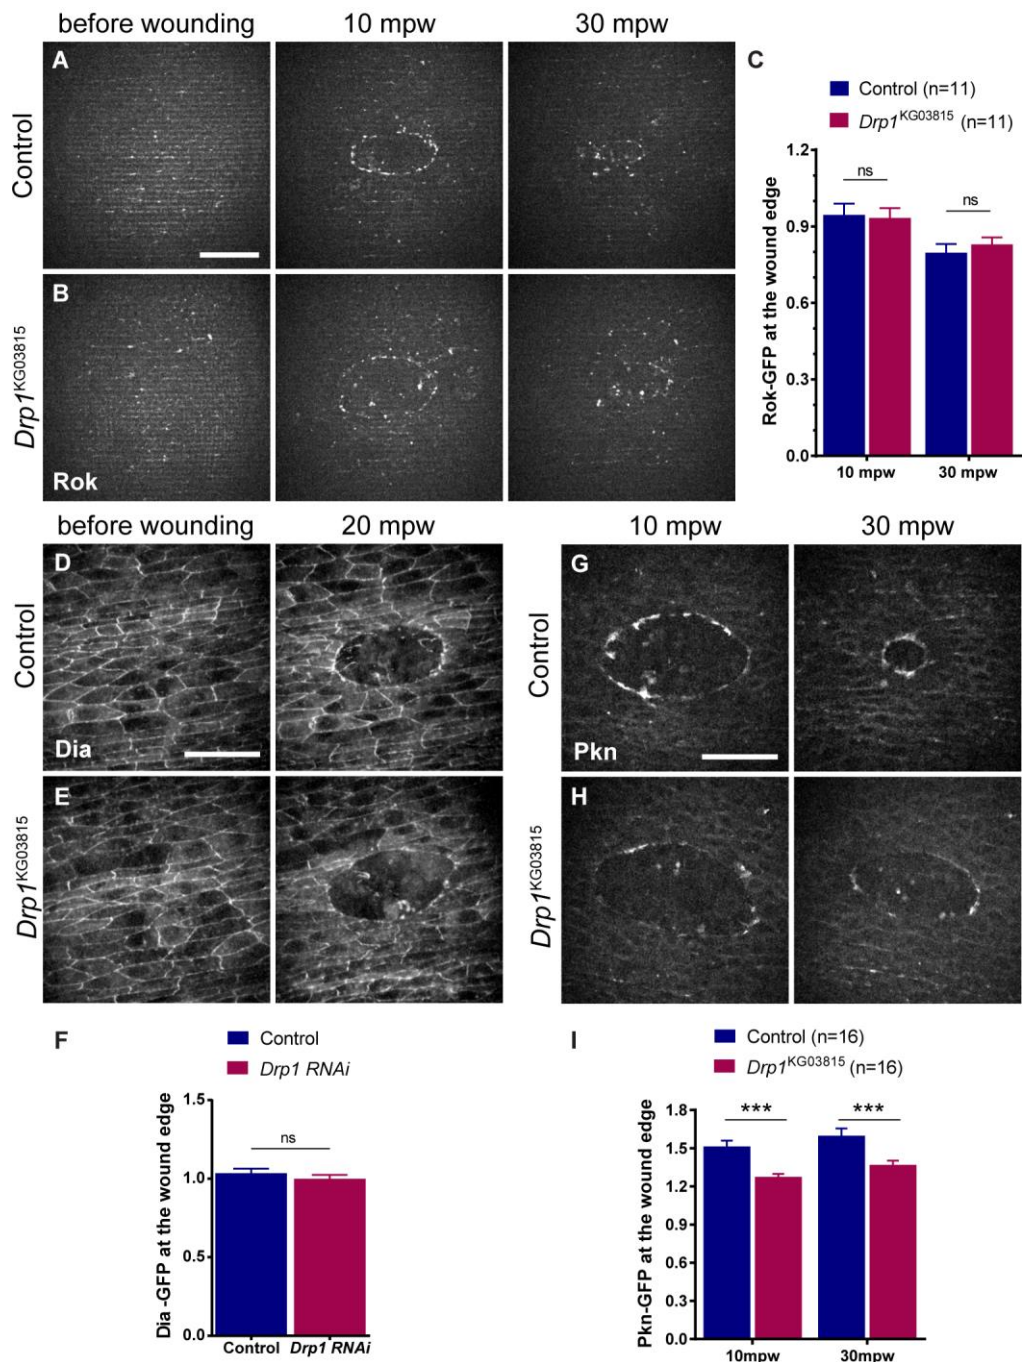 before wounding 10 mpw 30 mpw
A
Control
B
Drp1KG03815
Rok
C
Control (n=11)
Drp1KG03815 (n=11)
Rok-GFP at the wound edge
1.2
0.9
0.6
0.3
0.0
ns
ns
10 mpw 30 mpw
before wounding 20 mpw
D
Control
Dia
E
Drp1KG03815
10 mpw 30 mpw
G
Control
Pkn
H
Drp1KG03815
F
Control
Drp1 RNAi
Dia -GFP at the wound edge
1.5
1.0
0.5
0.0
ns
Control Drp1 RNAi
I
Control (n=16)
Drp1KG03815 (n=16)
Pkn-GFP at the wound edge
1.8
1.5
1.2
0.9
0.6
0.3
0.0
***
***
10mpw 30mpw